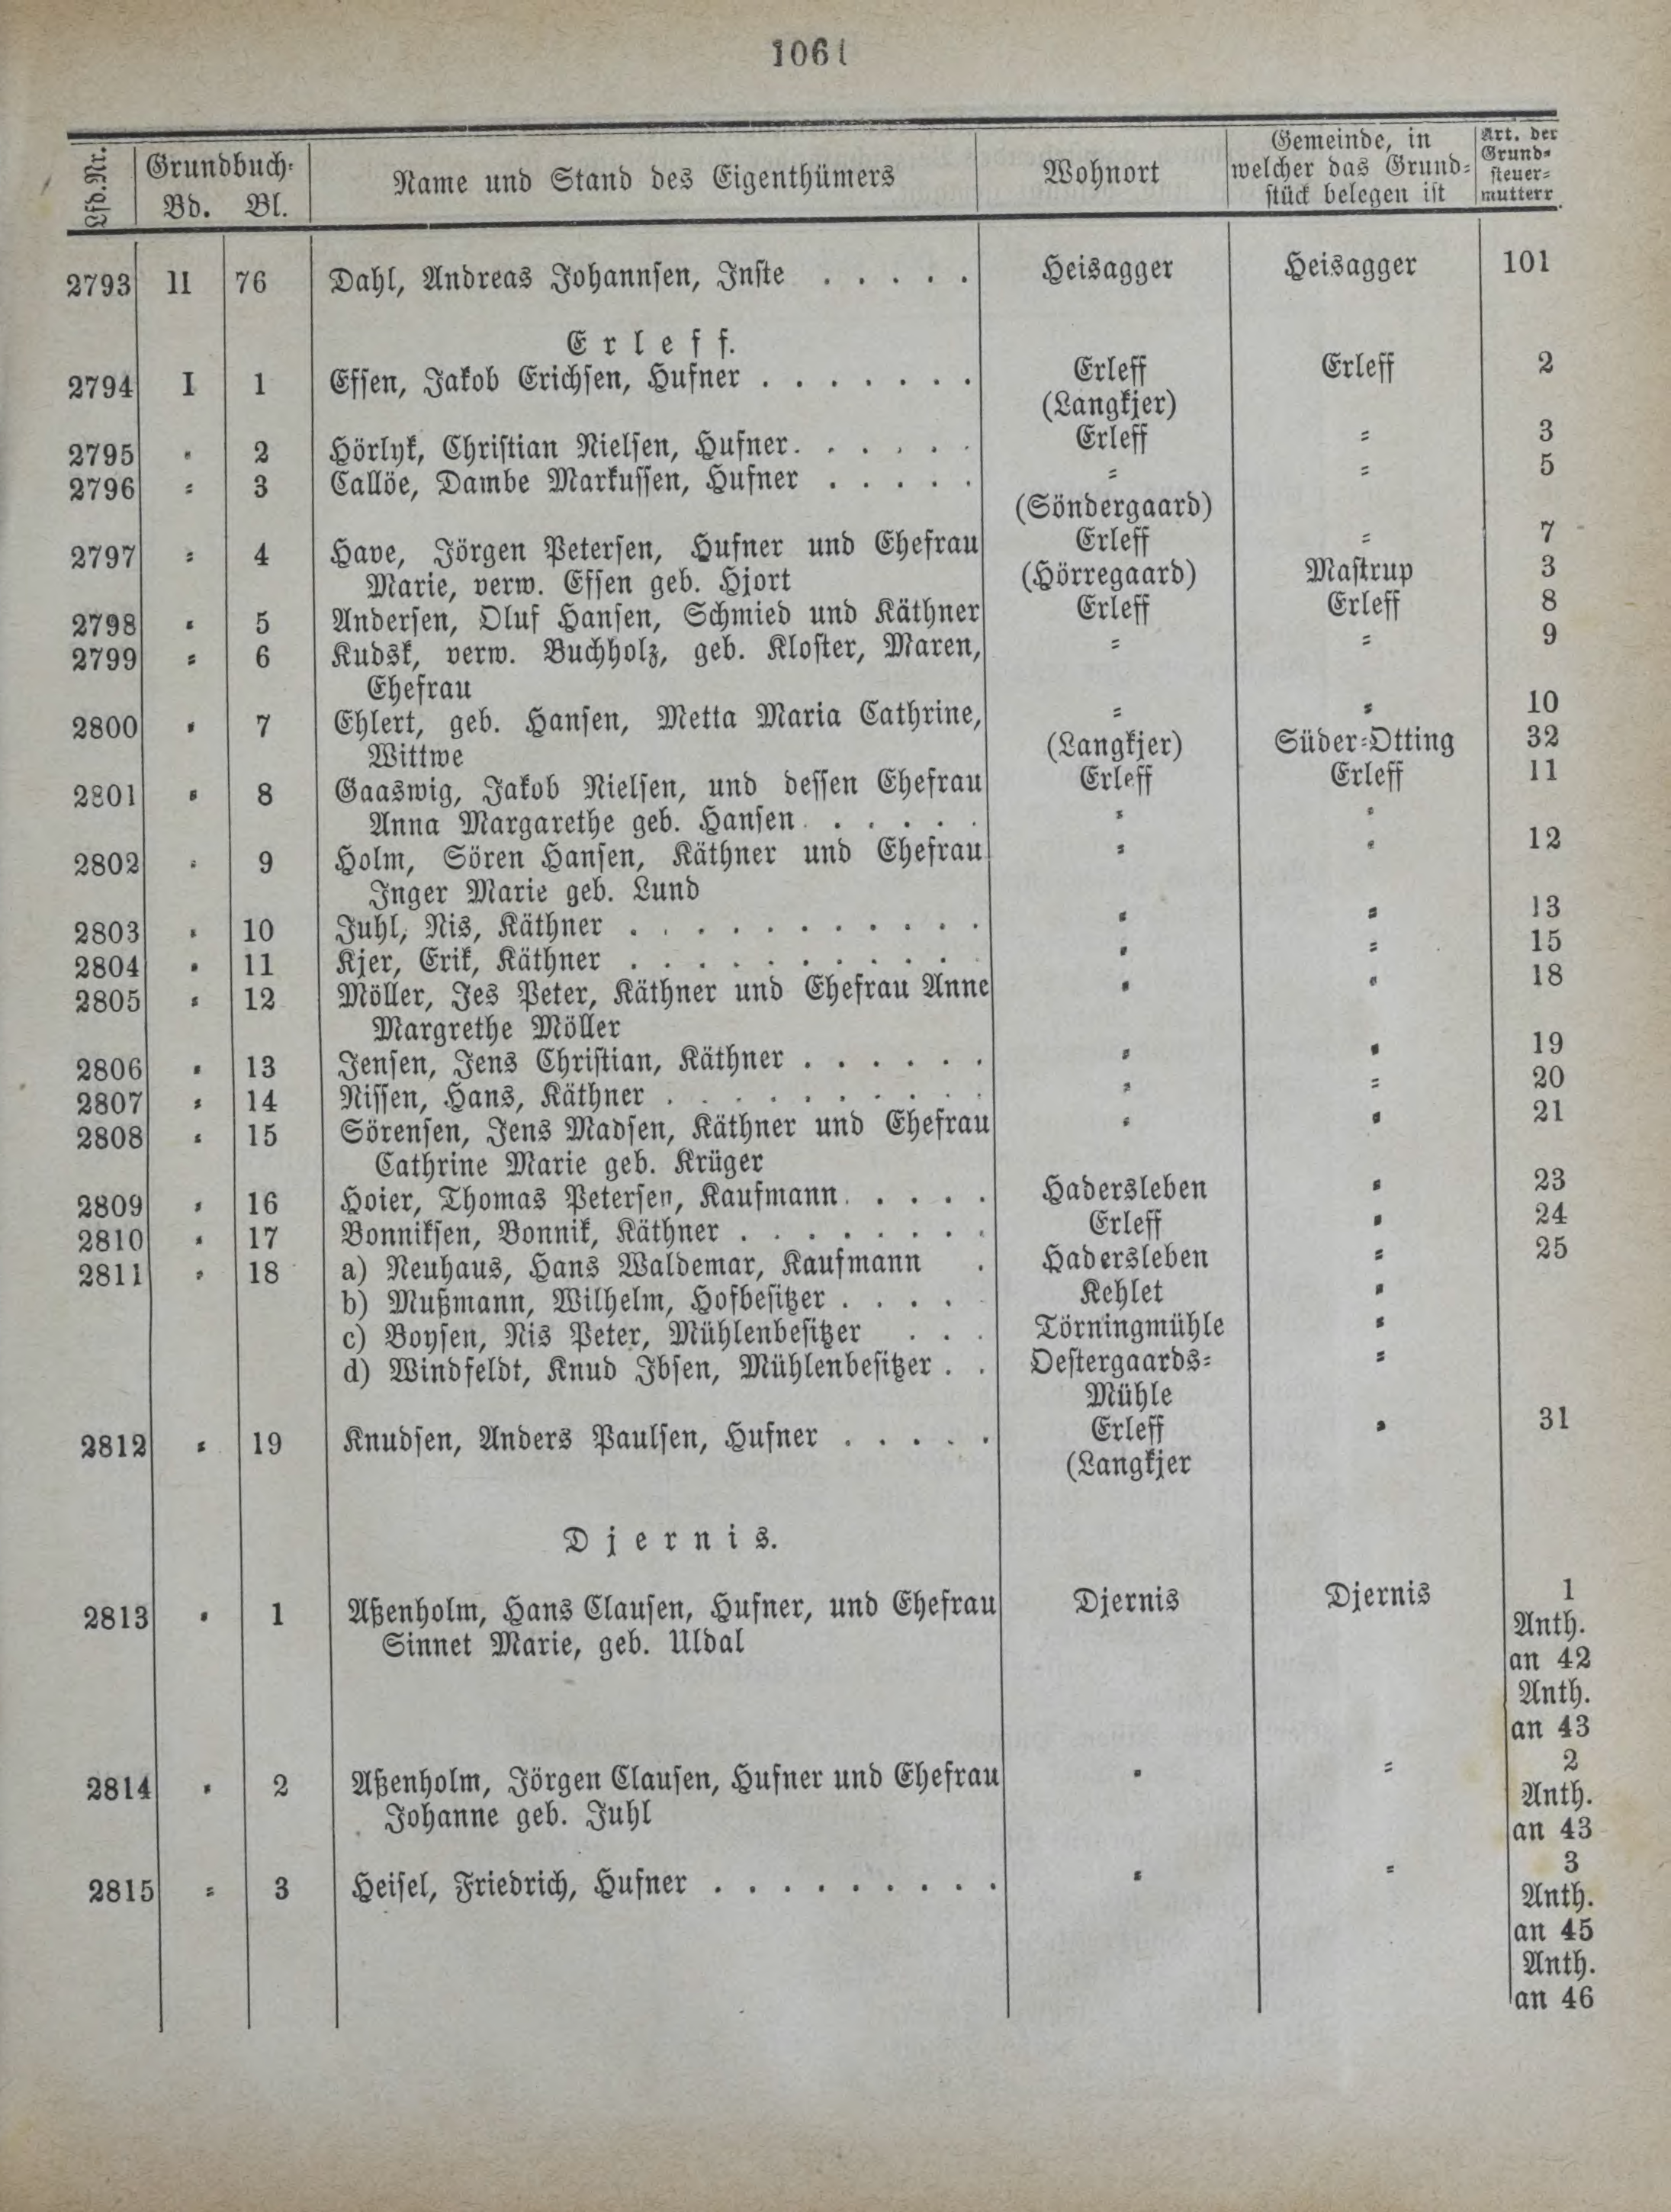 1061
Lfd. Nr. | Grundbuch= Bd. Bl. | Name und Stand des Eigenthümers | Wohnort | Gemeinde, in welcher das Grund=stück belegen ist | Art. der Grund=steuer=mutterr.
2793 II 76 Dahl, Andreas Johannsen, Inste . . . . . Heisagger Heisagger 101
Erleff.
2794 I 1 Essen, Jakob Erichsen, Hufner . . . . . . . Erleff Erleff 2
(Langkjer)
2795 = 2 Hörlyk, Christian Nielsen, Hufner. . . . . . Erleff = 3
2796 = 3 Callöe, Dambe Markussen, Hufner . . . . . = = 5
(Söndergaard)
2797 = 4 Have, Jörgen Petersen, Hufner und Ehefrau Erleff = 7
Marie, verw. Essen geb. Hjort (Hörregaard) Mastrup 3
2798 = 5 Andersen, Oluf Hansen, Schmied und Käthner Erleff Erleff 8
2799 = 6 Kudsk, verw. Buchholz, geb. Kloster, Maren, = = 9
Ehefrau
2800 = 7 Ehlert, geb. Hansen, Metta Maria Cathrine, = = 10
Wittwe (Langkjer) Süder=Otting 32
2801 = 8 Gaaswig, Jakob Nielsen, und dessen Ehefrau Erleff Erleff 11
Anna Margarethe geb. Hansen . . . . . . = =
2802 = 9 Holm, Sören Hansen, Käthner und Ehefrau = = 12
Inger Marie geb. Lund
2803 = 10 Juhl, Nis, Käthner . . . . . . . . . . . = = 13
2804 = 11 Kjer, Erik, Käthner . . . . . . . . . . = = 15
2805 = 12 Möller, Jes Peter, Käthner und Ehefrau Anne = = 18
Margrethe Möller
2806 = 13 Jensen, Jens Christian, Käthner . . . . . . = = 19
2807 = 14 Nissen, Hans, Käthner . . . . . . . . . . = = 20
2808 = 15 Sörensen, Jens Madsen, Käthner und Ehefrau = = 21
Cathrine Marie geb. Krüger
2809 = 16 Hoier, Thomas Petersen, Kaufmann. . . . . Hadersleben = 23
2810 = 17 Bonniksen, Bonnik, Käthner . . . . . . . . Erleff = 24
2811 = 18 a) Neuhaus, Hans Waldemar, Kaufmann . Hadersleben = 25
b) Mußmann, Wilhelm, Hofbesitzer . . . . Kehlet =
c) Boysen, Nis Peter, Mühlenbesitzer . . . Törningmühle =
d) Windfeldt, Knud Ibsen, Mühlenbesitzer . . Oestergaards= =
Mühle
2812 = 19 Knudsen, Anders Paulsen, Hufner . . . . . Erleff = 31
(Langkjer
Djernis.
2813 = 1 Aßenholm, Hans Clausen, Hufner, und Ehefrau Djernis Djernis 1
Sinnet Marie, geb. Uldal Anth.
an 42
Anth.
an 43
2814 = 2 Aßenholm, Jörgen Clausen, Hufner und Ehefrau = = 2
Johanne geb. Juhl Anth.
an 43
2815 = 3 Heisel, Friedrich, Hufner . . . . . . . . . = = 3
Anth.
an 45
Anth.
an 46